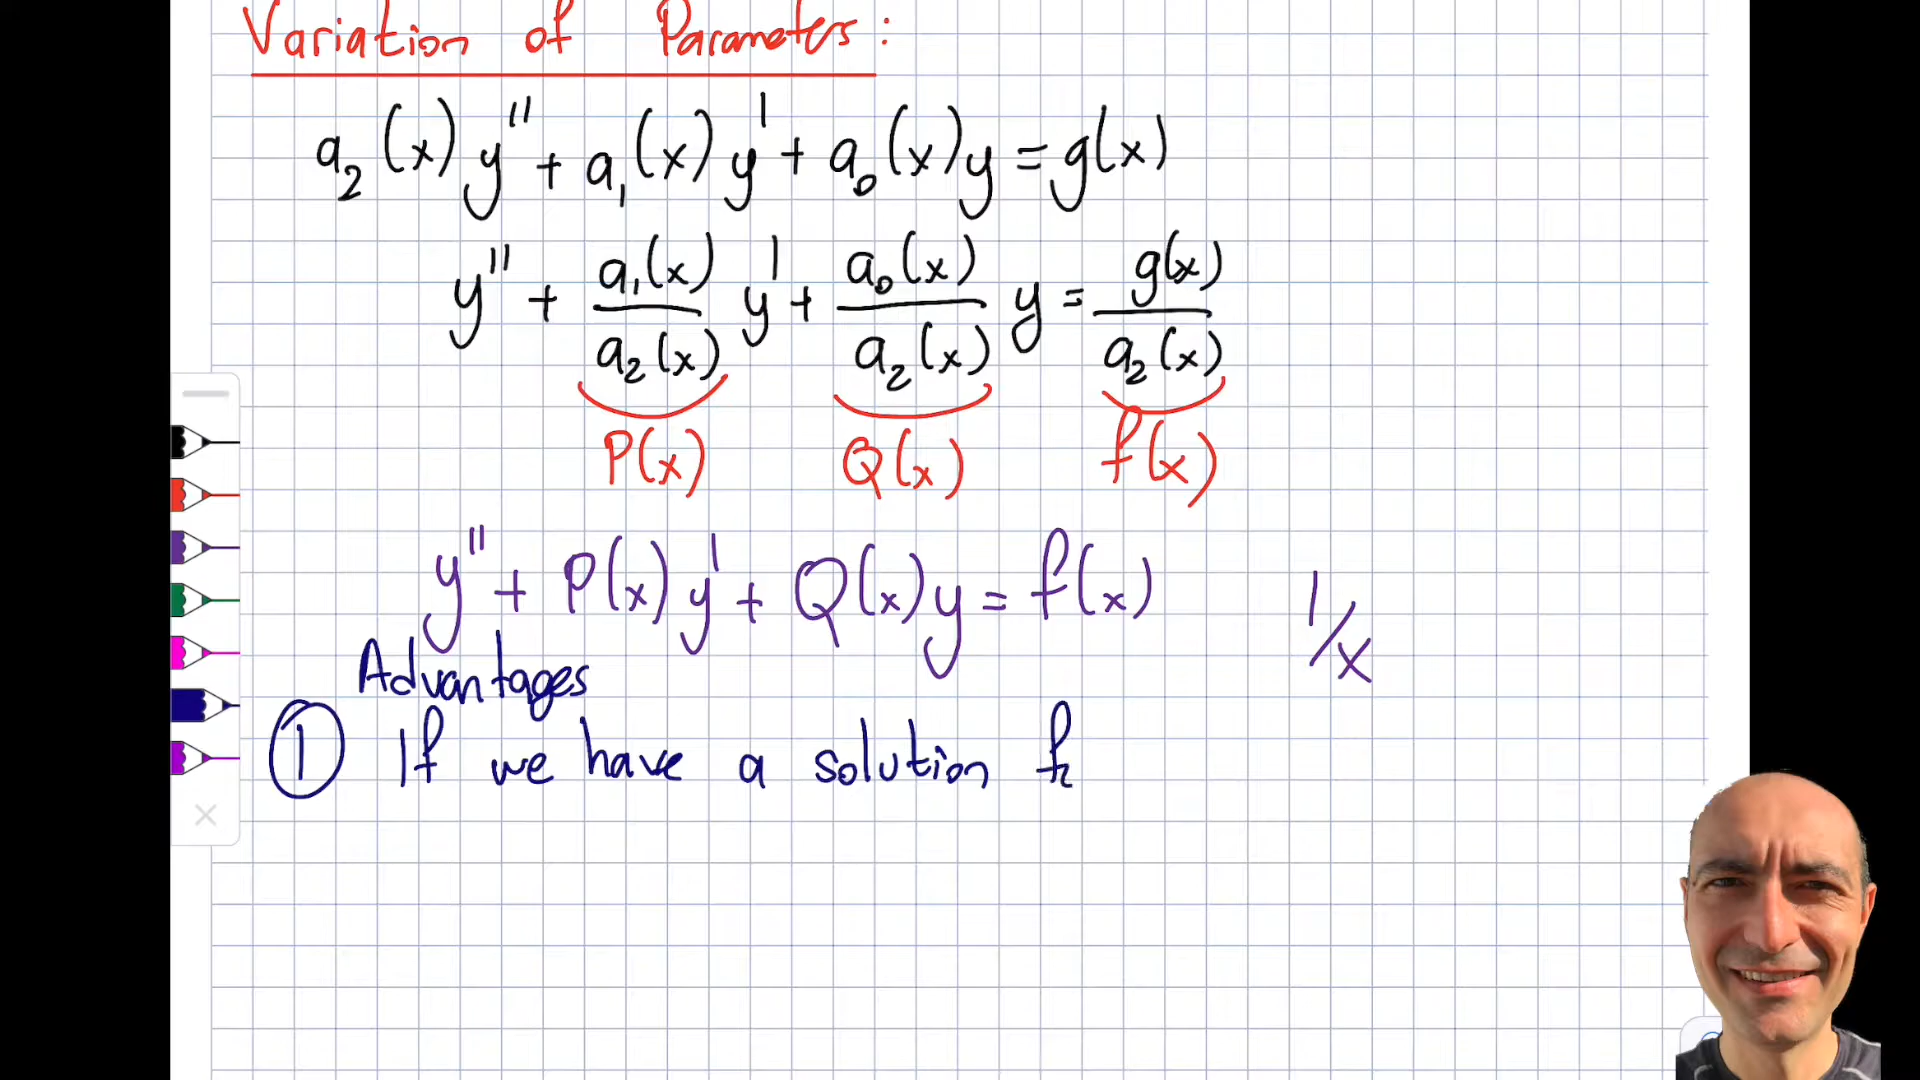 Variation of Parameters:
a₂(x)y'' + a₁(x)y' + a₀(x)y = g(x)
y'' + a₁(x)/a₂(x) y' + a₀(x)/a₂(x) y = g(x)/a₂(x)
P(x) Q(x) f(x)
y'' + P(x)y' + Q(x)y = f(x) 1/x
Advantages
① If we have a solution